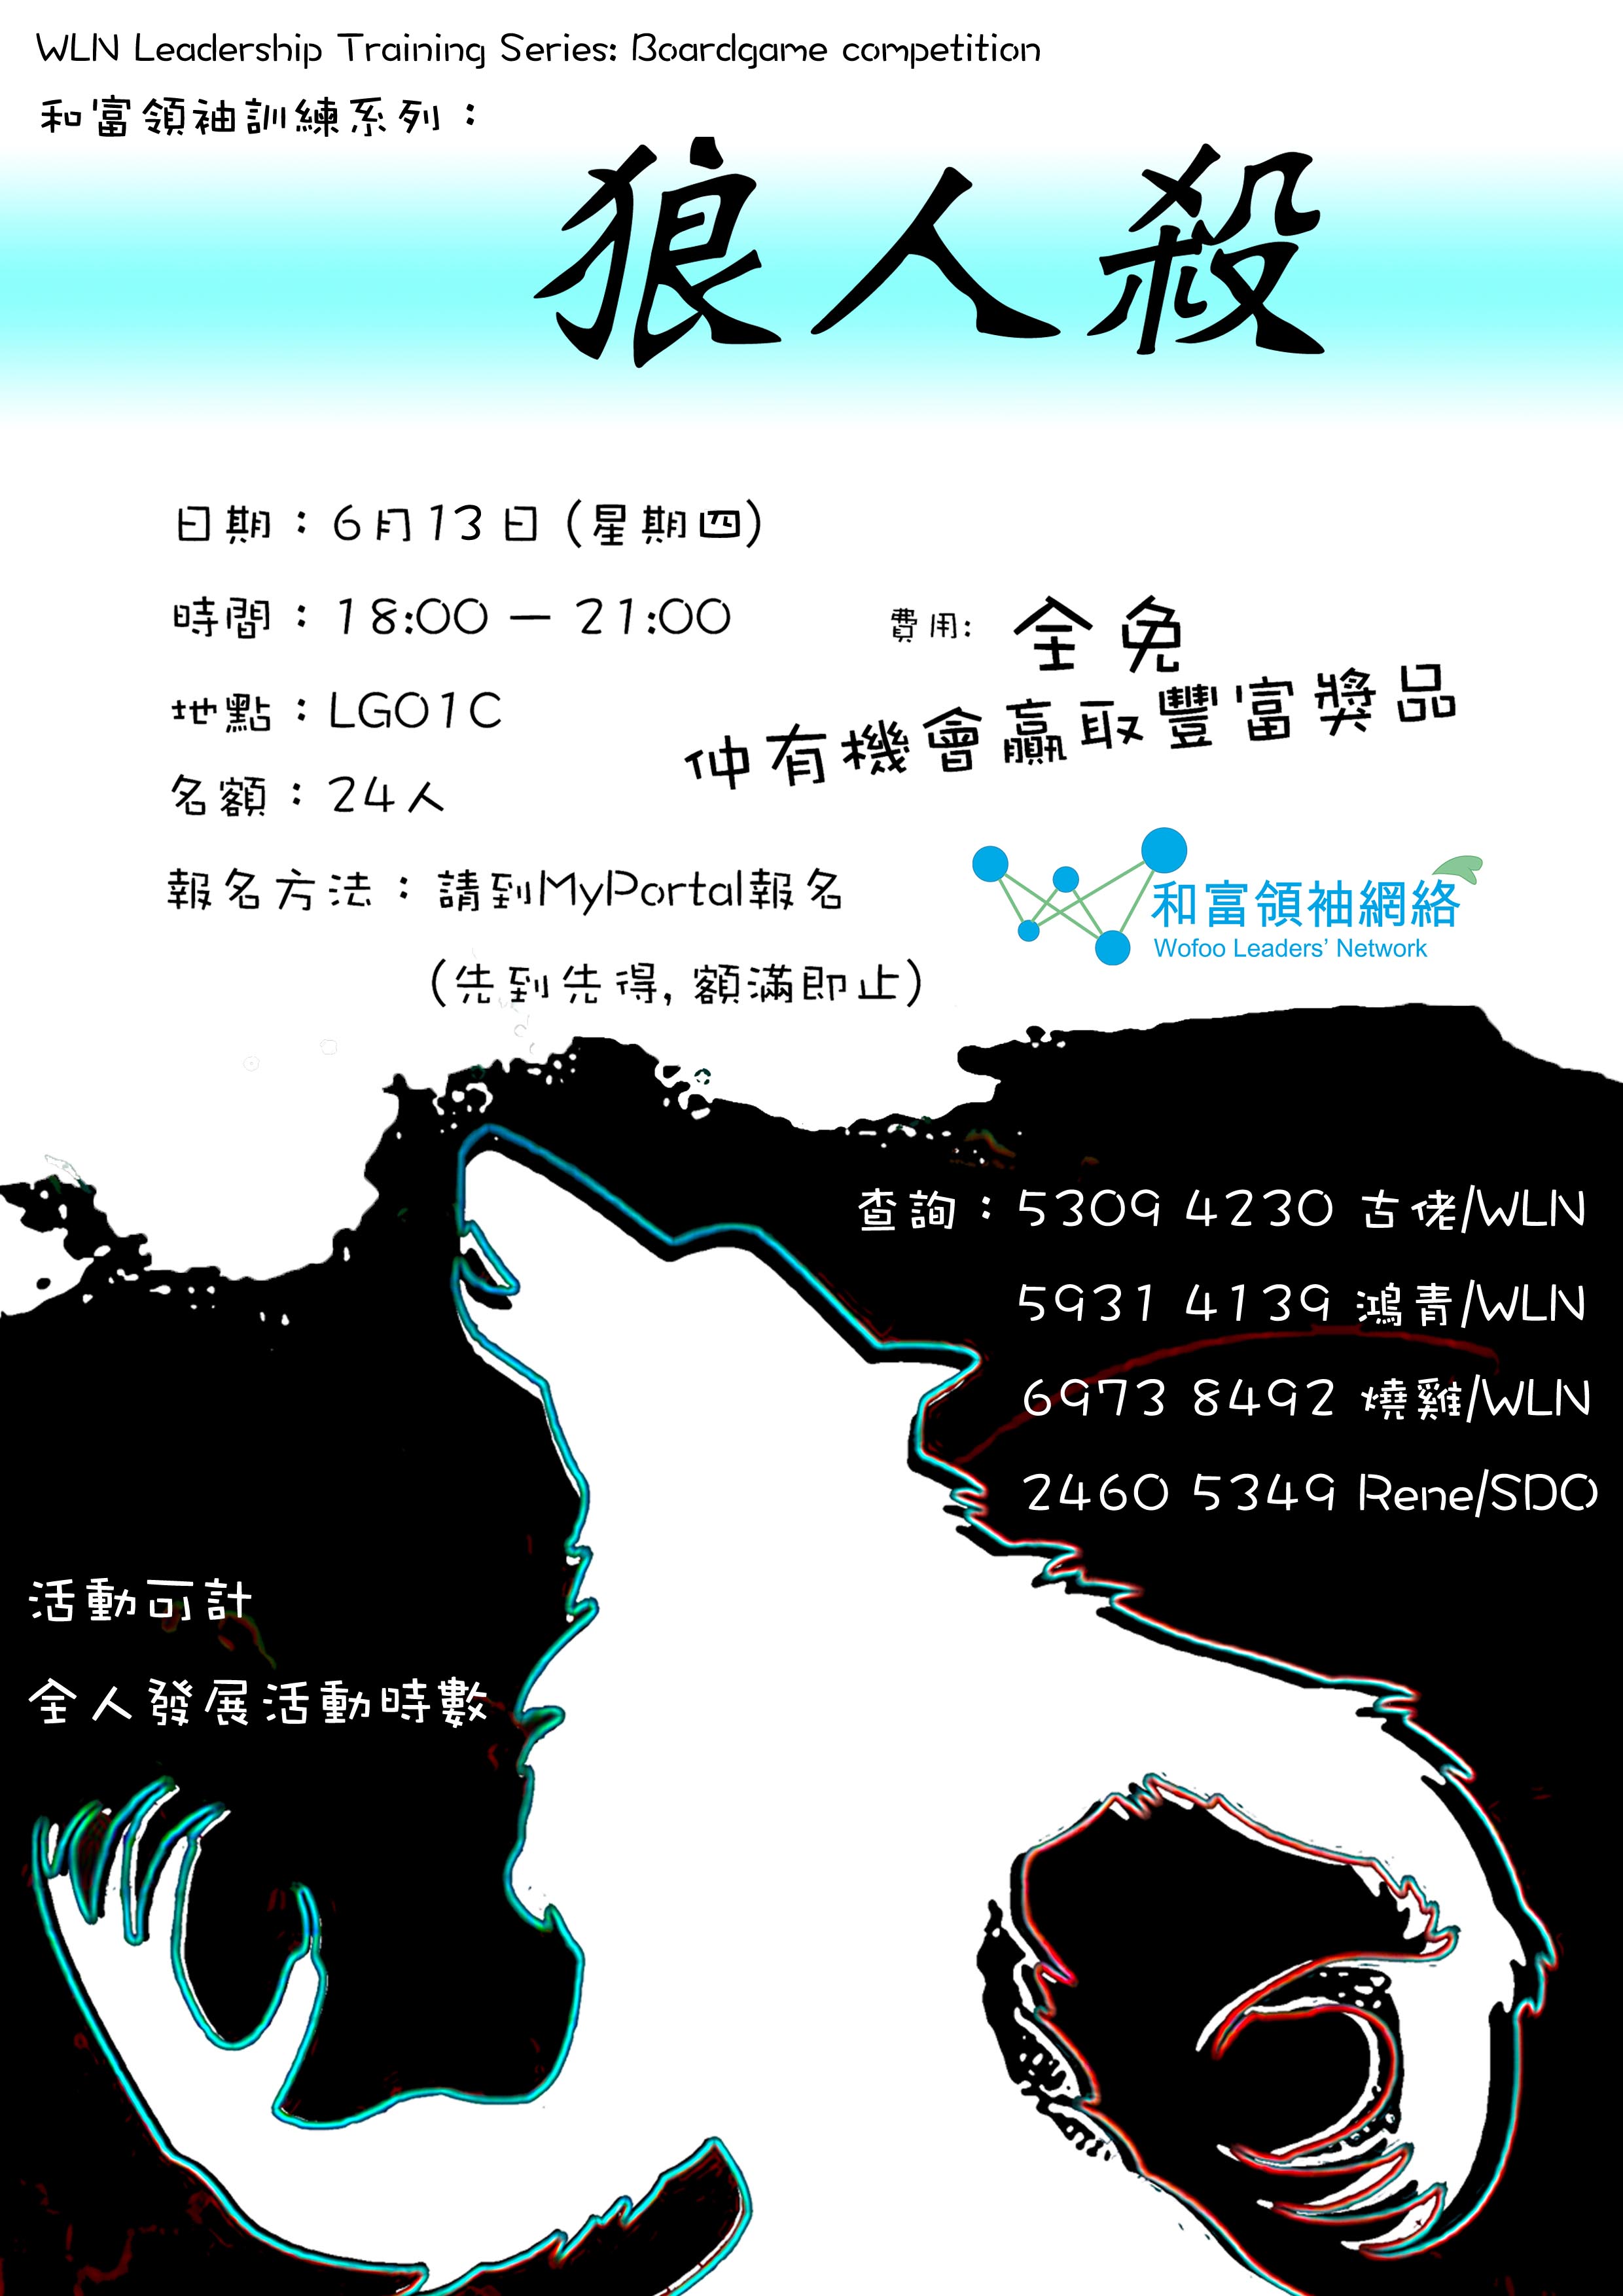 WLN Leadership Training Series: Boardgame competition
和富領袖訓練系列：
狼人殺
日期：6月13日(星期四)
時間：18:00 — 21:00
費用: 全免
地點：LG01C
仲有機會贏取豐富獎品
名額：24人
報名方法：請到MyPortal報名
(先到先得, 額滿即止)
和富領袖網絡
Wofoo Leaders' Network
查詢：5309 4230 古佬/WLN
5931 4139 鴻青/WLN
6973 8492 燒雞/WLN
2460 5349 Rene/SDO
活動可計
全人發展活動時數